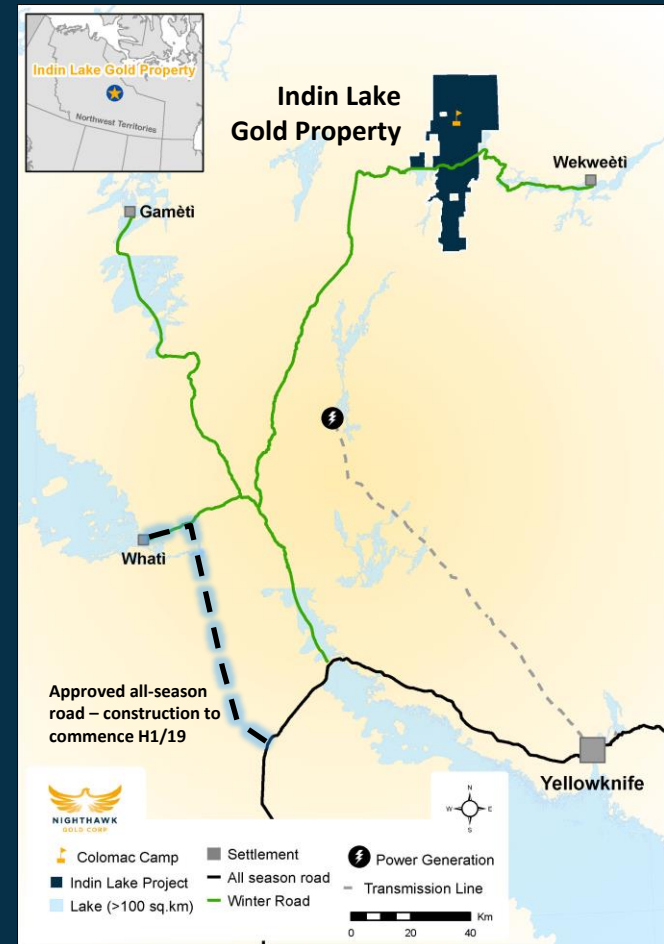 Indin Lake Gold Property
Northwest Territories
Indin Lake
Gold Property
Wekweètì
Gamètì
Whatì
Approved all-season
road – construction to
commence H1/19
Yellowknife
NIGHTHAWK
GOLD CORP
N
W
E
S
Colomac Camp
Indin Lake Project
Lake (>100 sq.km)
Settlement
All season road
Winter Road
Power Generation
Transmission Line
Km
0 20 40